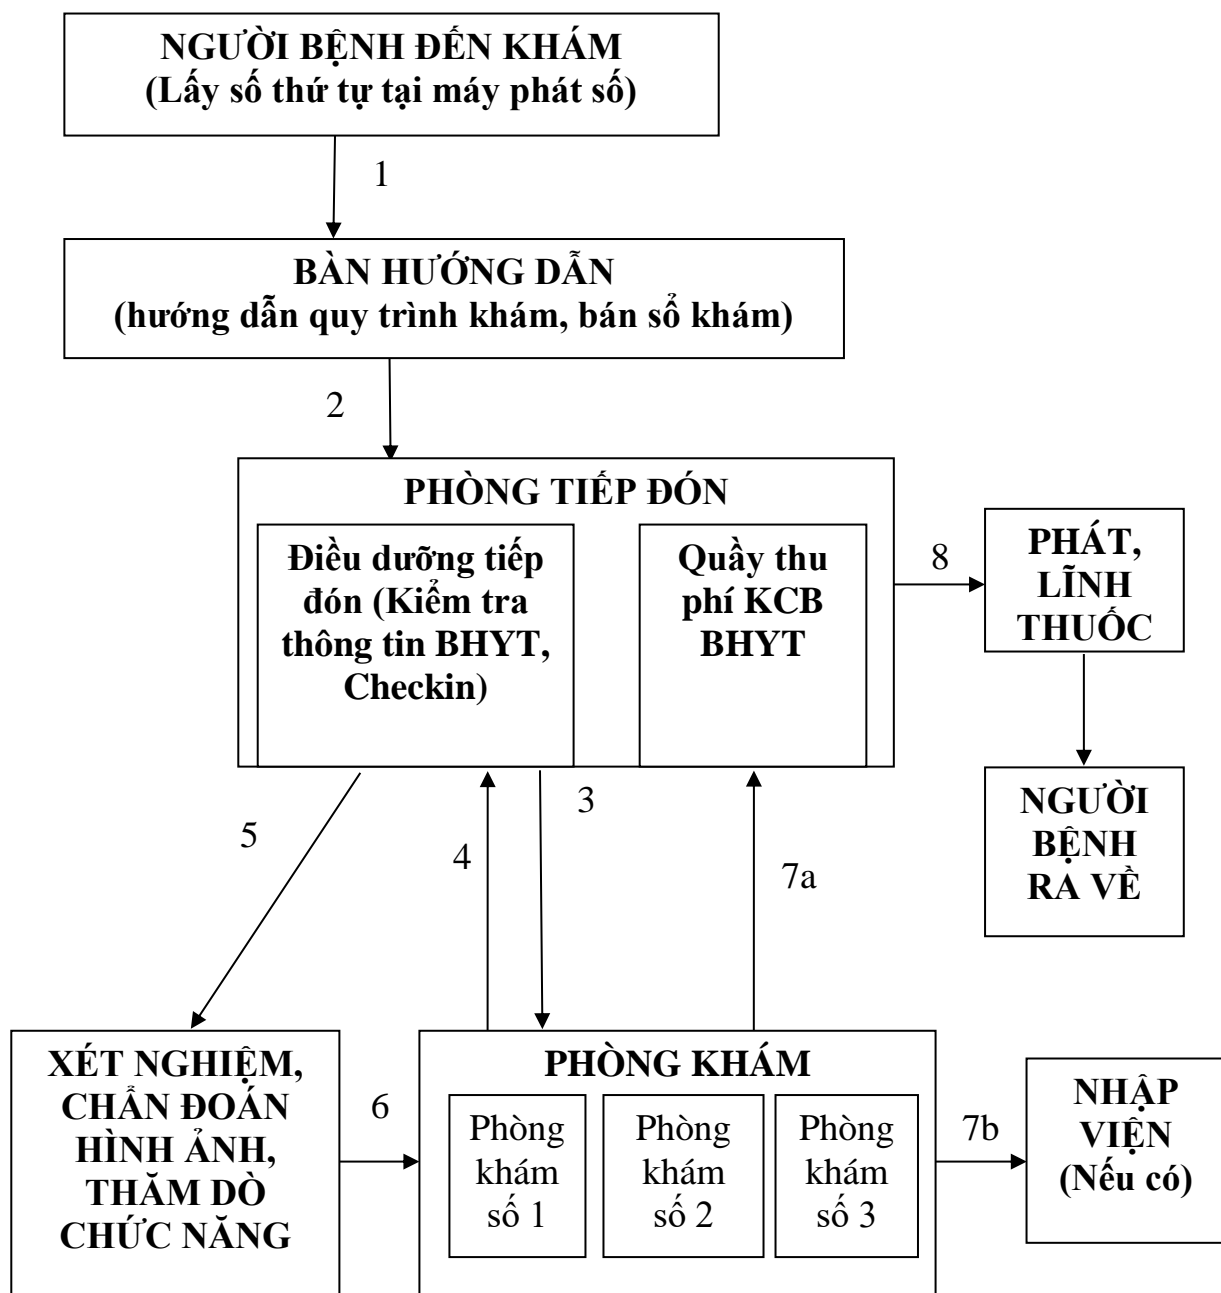 NGƯỜI BỆNH ĐẾN KHÁM
(Lấy số thứ tự tại máy phát số)
1
BÀN HƯỚNG DẪN
(hướng dẫn quy trình khám, bán sổ khám)
2
PHÒNG TIẾP ĐÓN
Điều dưỡng tiếp
đón (Kiểm tra
thông tin BHYT,
Checkin)
Quầy thu
phí KCB
BHYT
8
PHÁT,
LĨNH
THUỐC
3
4
5
7a
NGƯỜI
BỆNH
RA VỀ
XÉT NGHIỆM,
CHẨN ĐOÁN
HÌNH ẢNH,
THĂM DÒ
CHỨC NĂNG
6
PHÒNG KHÁM
Phòng
khám
số 1
Phòng
khám
số 2
Phòng
khám
số 3
7b
NHẬP
VIỆN
(Nếu có)